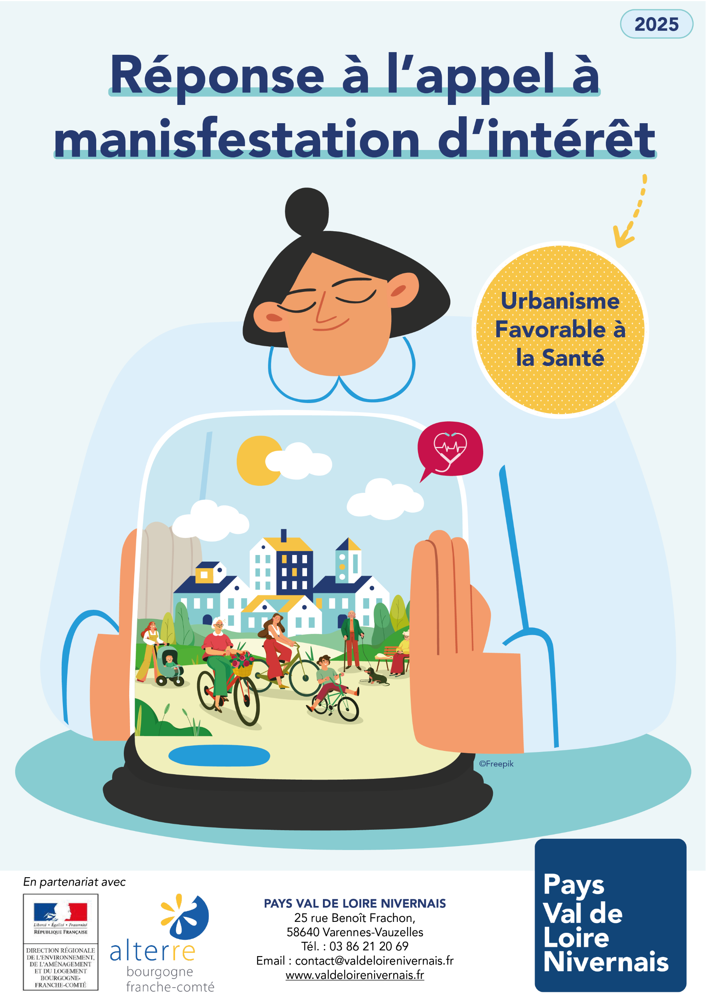 2025
Réponse à l’appel à
manisfestation d’intérêt
Urbanisme
Favorable à
la Santé
©Freepik
En partenariat avec
Liberté • Égalité • Fraternité
RÉPUBLIQUE FRANÇAISE
DIRECTION RÉGIONALE
DE L'ENVIRONNEMENT,
DE L'AMÉNAGEMENT
ET DU LOGEMENT
BOURGOGNE-
FRANCHE-COMTÉ
alterre
bourgogne
franche-comté
PAYS VAL DE LOIRE NIVERNAIS
25 rue Benoît Frachon,
58640 Varennes-Vauzelles
Tél. : 03 86 21 20 69
Email : contact@valdeloirenivernais.fr
www.valdeloirenivernais.fr
Pays
Val de
Loire
Nivernais